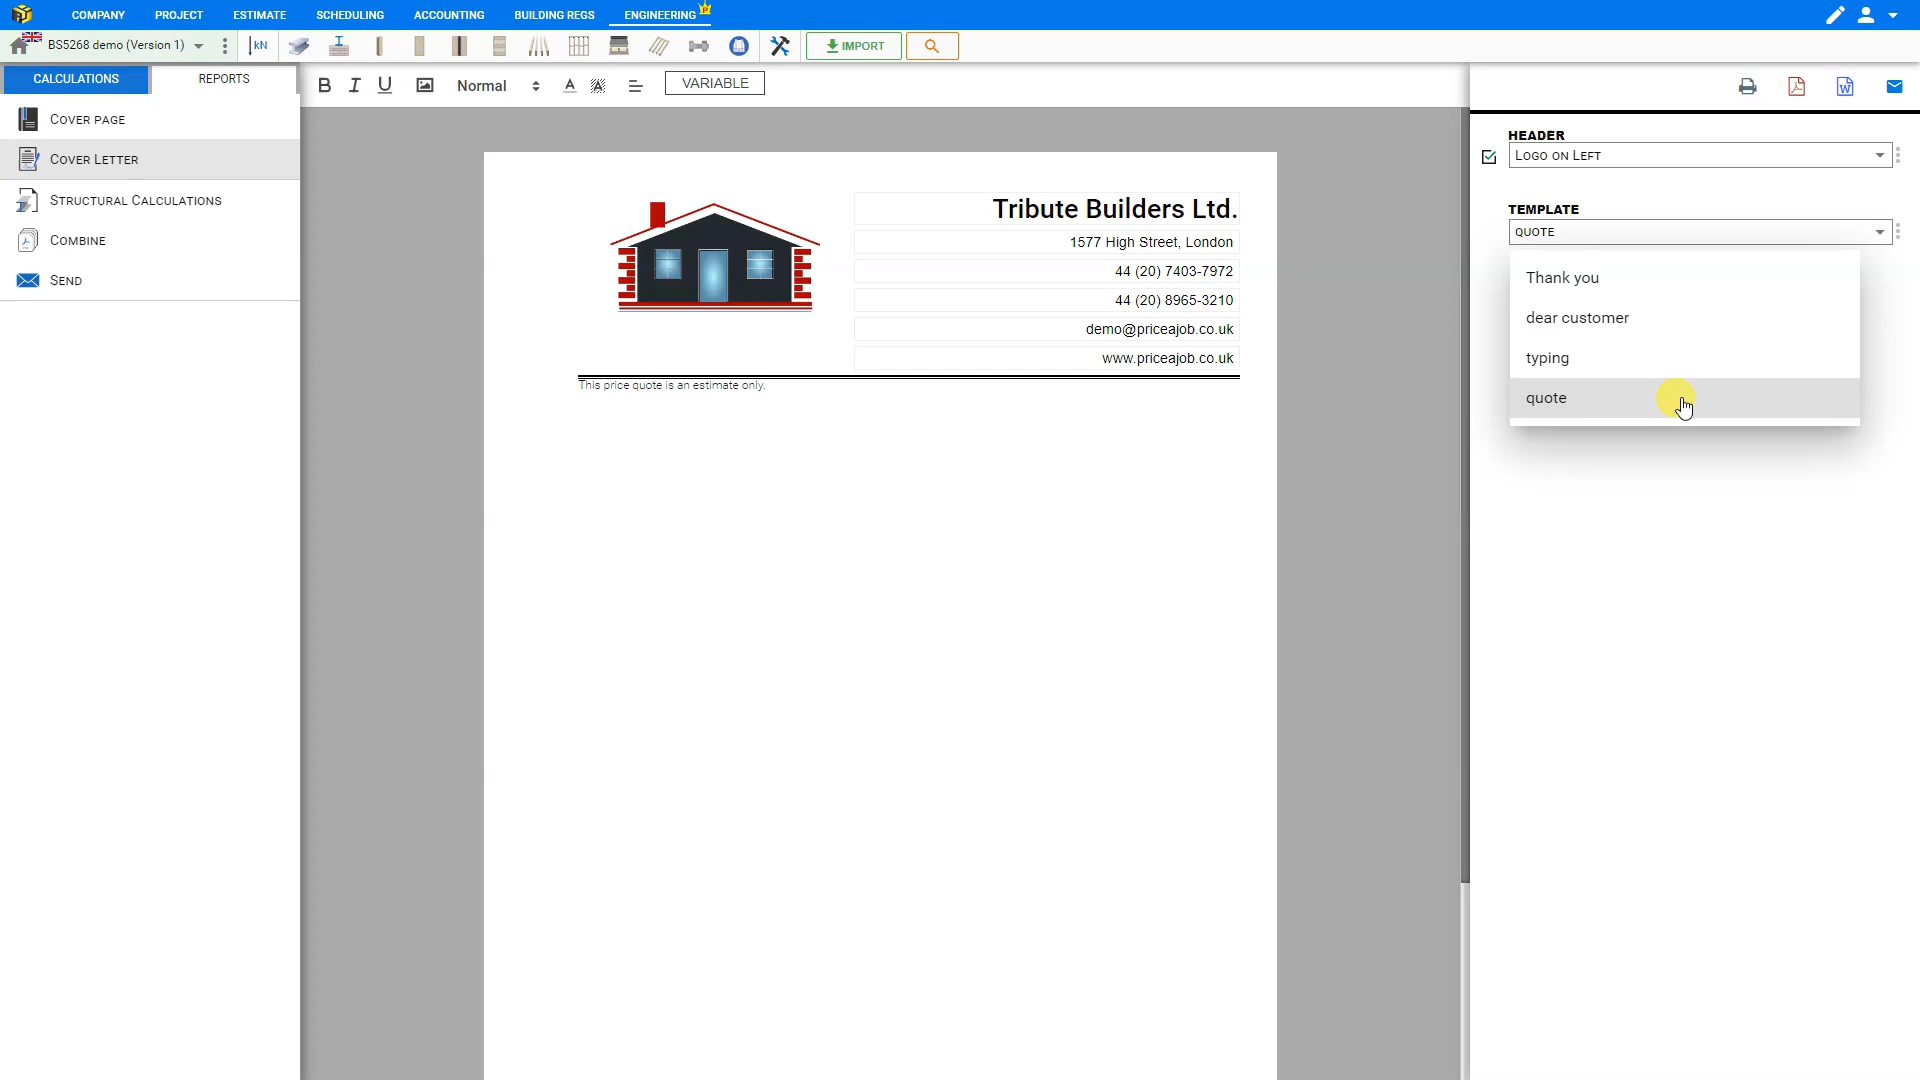 COMPANY PROJECT ESTIMATE SCHEDULING ACCOUNTING BUILDING REGS ENGINEERING
BS5268 demo (Version 1) kN IMPORT
CALCULATIONS REPORTS
COVER PAGE
COVER LETTER
STRUCTURAL CALCULATIONS
COMBINE
SEND
B I U Normal A A VARIABLE
Tribute Builders Ltd.
1577 High Street, London
44 (20) 7403-7972
44 (20) 8965-3210
demo@priceajob.co.uk
www.priceajob.co.uk
This price quote is an estimate only.
HEADER
LOGO ON LEFT
TEMPLATE
QUOTE
Thank you
dear customer
typing
quote